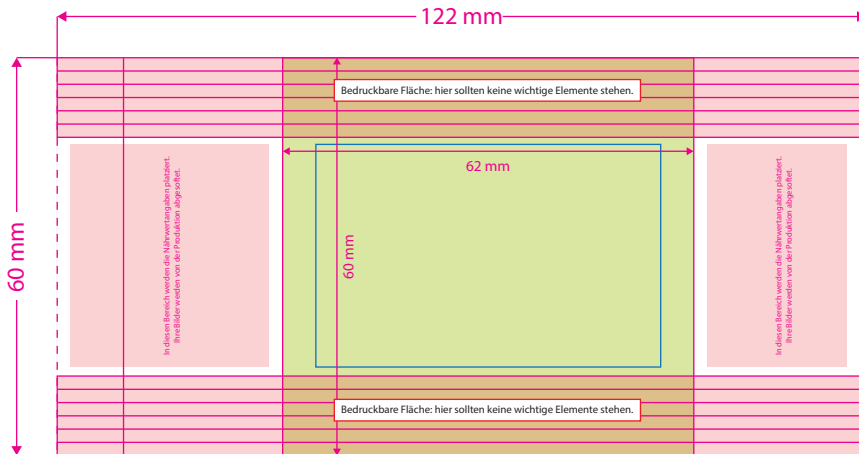 122 mm
Bedruckbare Fläche: hier sollten keine wichtige Elemente stehen.
62 mm
60 mm
60 mm
In diesen Bereich werden die Nährwertangaben platziert.
Ihre Bilder werden von der Produktion abgesoftet.
In diesen Bereich werden die Nährwertangaben platziert.
Ihre Bilder werden von der Produktion abgesoftet.
Bedruckbare Fläche: hier sollten keine wichtige Elemente stehen.